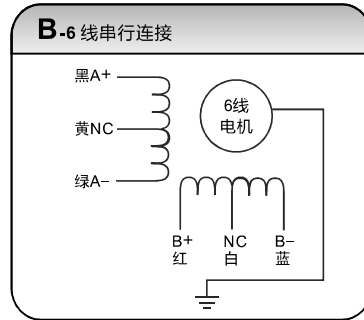 B-6 线串行连接
黑A+
黄NC
绿A-
6线
电机
B+ NC B-
红 白 蓝